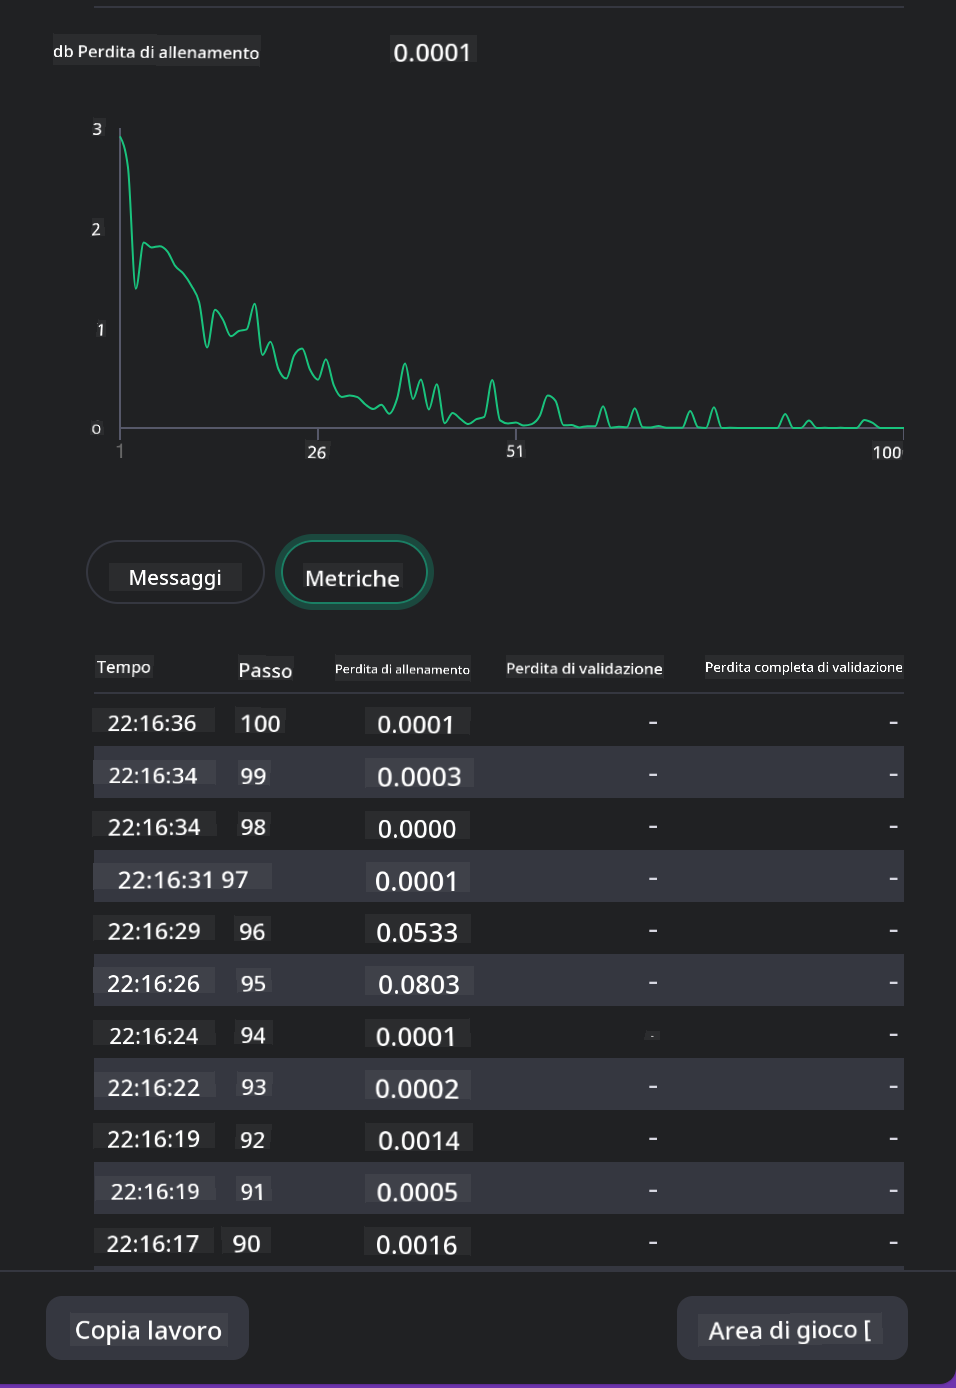 db Perdita di allenamento 0.0001
3
2
1
0
1 26 51 100
Messaggi Metriche
Tempo Passo Perdita di allenamento Perdita di validazione Perdita completa di validazione
22:16:36 100 0.0001 - -
22:16:34 99 0.0003 - -
22:16:34 98 0.0000 - -
22:16:31 97 0.0001 - -
22:16:29 96 0.0533 - -
22:16:26 95 0.0803 - -
22:16:24 94 0.0001 - -
22:16:22 93 0.0002 - -
22:16:19 92 0.0014 - -
22:16:19 91 0.0005 - -
22:16:17 90 0.0016 - -
Copia lavoro Area di gioco [